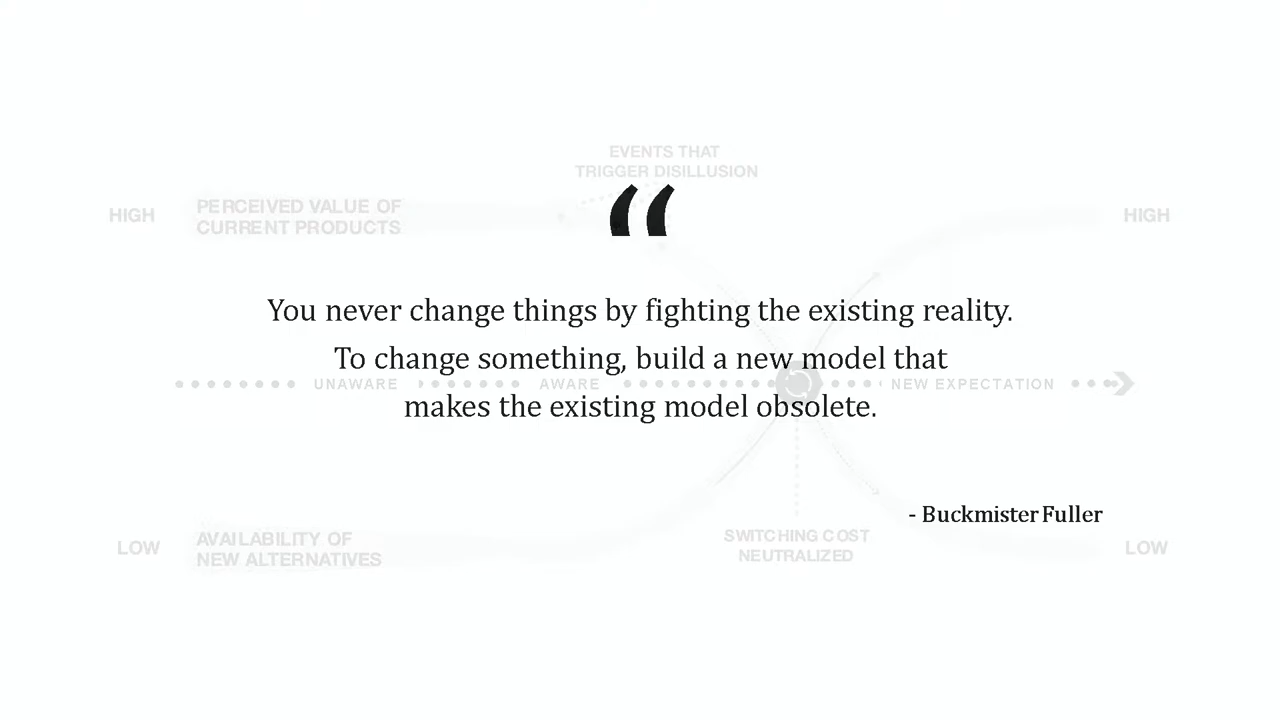 EVENTS THAT
TRIGGER DISILLUSION
“
HIGH
PERCEIVED VALUE OF
CURRENT PRODUCTS
HIGH
You never change things by fighting the existing reality.
To change something, build a new model that
UNAWARE AWARE NEW EXPECTATION
makes the existing model obsolete.
- Buckmister Fuller
LOW
AVAILABILITY OF
NEW ALTERNATIVES
SWITCHING COST
NEUTRALIZED
LOW